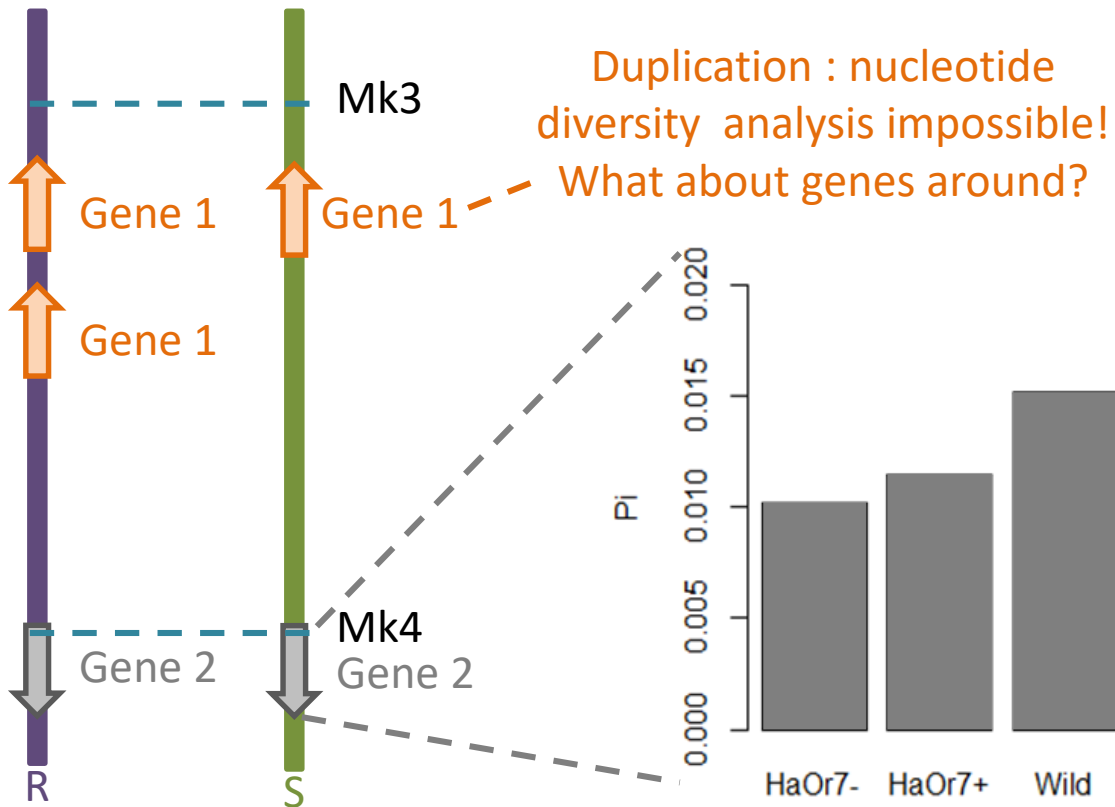 Mk3
Gene 1
Gene 1
Gene 1
Mk4
Gene 2
Gene 2
R
S
Duplication : nucleotide
diversity analysis impossible!
What about genes around?
Pi
0.020
0.015
0.010
0.005
0.000
HaOr7- HaOr7+ Wild